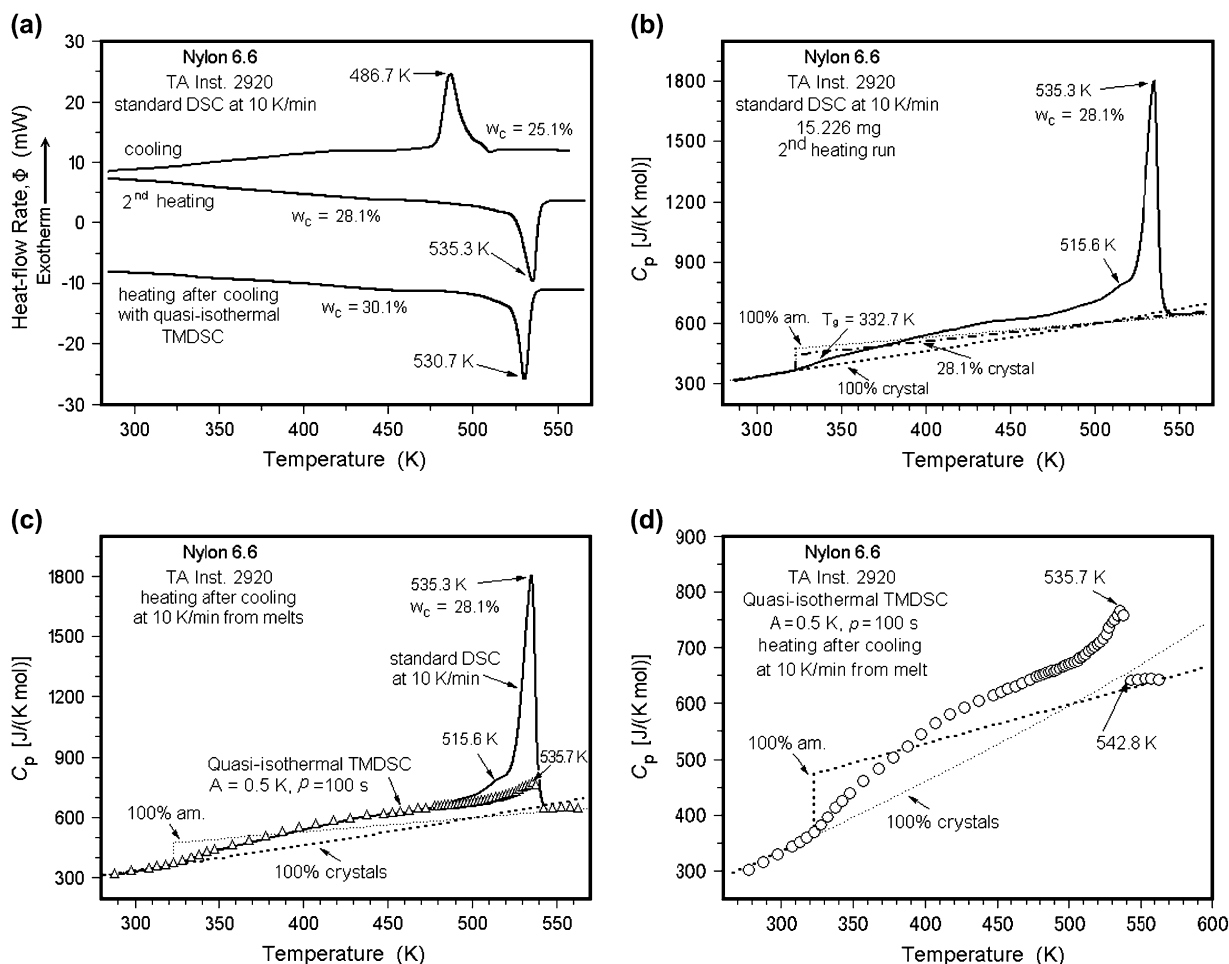 (a)
Nylon 6.6
TA Inst. 2920
standard DSC at 10 K/min
486.7 K
w_c = 25.1%
cooling
2nd heating
w_c = 28.1%
535.3 K
heating after cooling
with quasi-isothermal
TMDSC
w_c = 30.1%
530.7 K
Heat-flow Rate, Φ (mW)
Exotherm
30
20
10
0
-10
-20
-30
300 350 400 450 500 550
Temperature (K)
(b)
Nylon 6.6
TA Inst. 2920
standard DSC at 10 K/min
15.226 mg
2nd heating run
535.3 K
w_c = 28.1%
515.6 K
100% am.
Tg = 332.7 K
28.1% crystal
100% crystal
Cp [J/(K mol)]
1800
1500
1200
900
600
300
300 350 400 450 500 550
Temperature (K)
(c)
Nylon 6.6
TA Inst. 2920
heating after cooling
at 10 K/min from melts
535.3 K
w_c = 28.1%
standard DSC
at 10 K/min
515.6 K
535.7 K
Quasi-isothermal TMDSC
A = 0.5 K, p=100 s
100% am.
100% crystals
Cp [J/(K mol)]
1800
1500
1200
900
600
300
300 350 400 450 500 550
Temperature (K)
(d)
Nylon 6.6
TA Inst. 2920
Quasi-isothermal TMDSC
A=0.5 K, p=100 s
heating after cooling
at 10 K/min from melt
535.7 K
100% am.
542.8 K
100% crystals
Cp [J/(K mol)]
900
800
700
600
500
400
300
300 350 400 450 500 550 600
Temperature (K)